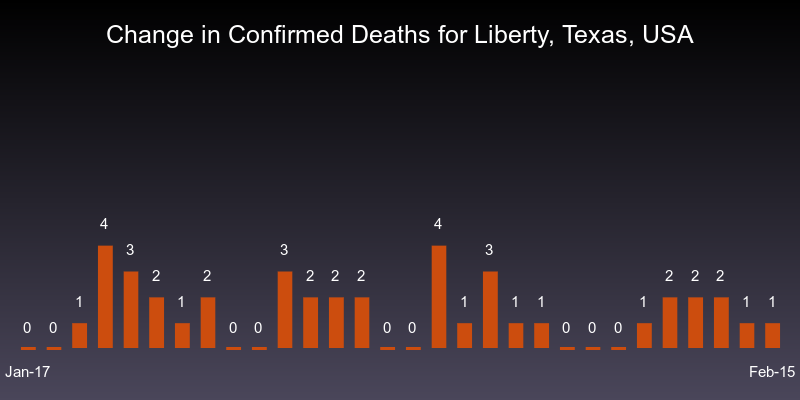 Change in Confirmed Deaths for Liberty, Texas, USA
0 0 1 4 3 2 1 2 0 0 3 2 2 2 0 0 4 1 3 1 1 0 0 0 1 2 2 2 1 1
Jan-17 Feb-15